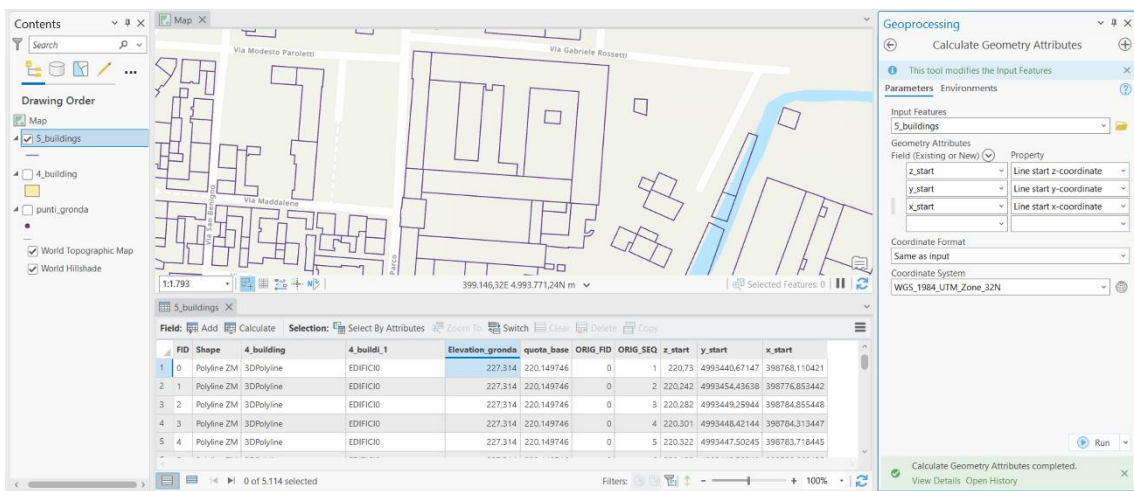 Contents
Search
Drawing Order
Map
5_buildings
4_building
punti_gronda
World Topographic Map
World Hillshade
Map
Via Modesto Paroletti
Via Gabriele Rossetti
Via San Benigno
Via Maddalene
Parco
1:1.793
399.146,32E 4.993.771,24N m
Selected Features: 0
5_buildings
Field: Add Calculate Selection: Select By Attributes Zoom To Switch Clear Delete Copy
FID Shape 4_building 4_buildi_1 Elevation_gronda quota_base ORIG_FID ORIG_SEQ z_start y_start x_start
1 0 Polyline ZM 3DPolyline EDIFICI0 227,314 220,149746 0 1 220,73 4993440,67147 398768,110421
2 1 Polyline ZM 3DPolyline EDIFICI0 227,314 220,149746 0 2 220,242 4993454,43638 398776,853442
3 2 Polyline ZM 3DPolyline EDIFICI0 227,314 220,149746 0 3 220,282 4993449,25944 398784,855448
4 3 Polyline ZM 3DPolyline EDIFICI0 227,314 220,149746 0 4 220,301 4993448,42144 398784,313447
5 4 Polyline ZM 3DPolyline EDIFICI0 227,314 220,149746 0 5 220,322 4993447,50245 398783,718445
0 of 5.114 selected
Filters:
100%
Geoprocessing
Calculate Geometry Attributes
This tool modifies the Input Features
Parameters Environments
Input Features
5_buildings
Geometry Attributes
Field (Existing or New) Property
z_start Line start z-coordinate
y_start Line start y-coordinate
x_start Line start x-coordinate
Coordinate Format
Same as input
Coordinate System
WGS_1984_UTM_Zone_32N
Run
Calculate Geometry Attributes completed.
View Details Open History